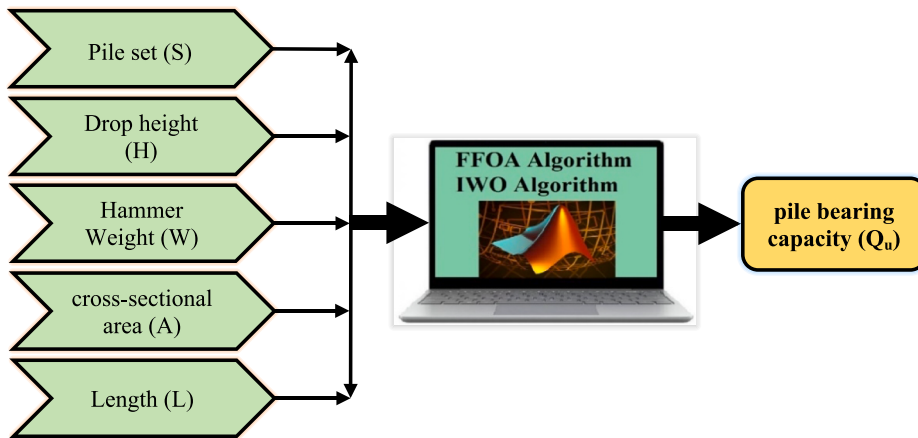 Pile set (S)
Drop height
(H)
Hammer
Weight (W)
cross-sectional
area (A)
Length (L)
FFOA Algorithm
IWO Algorithm
pile bearing
capacity (Qu)